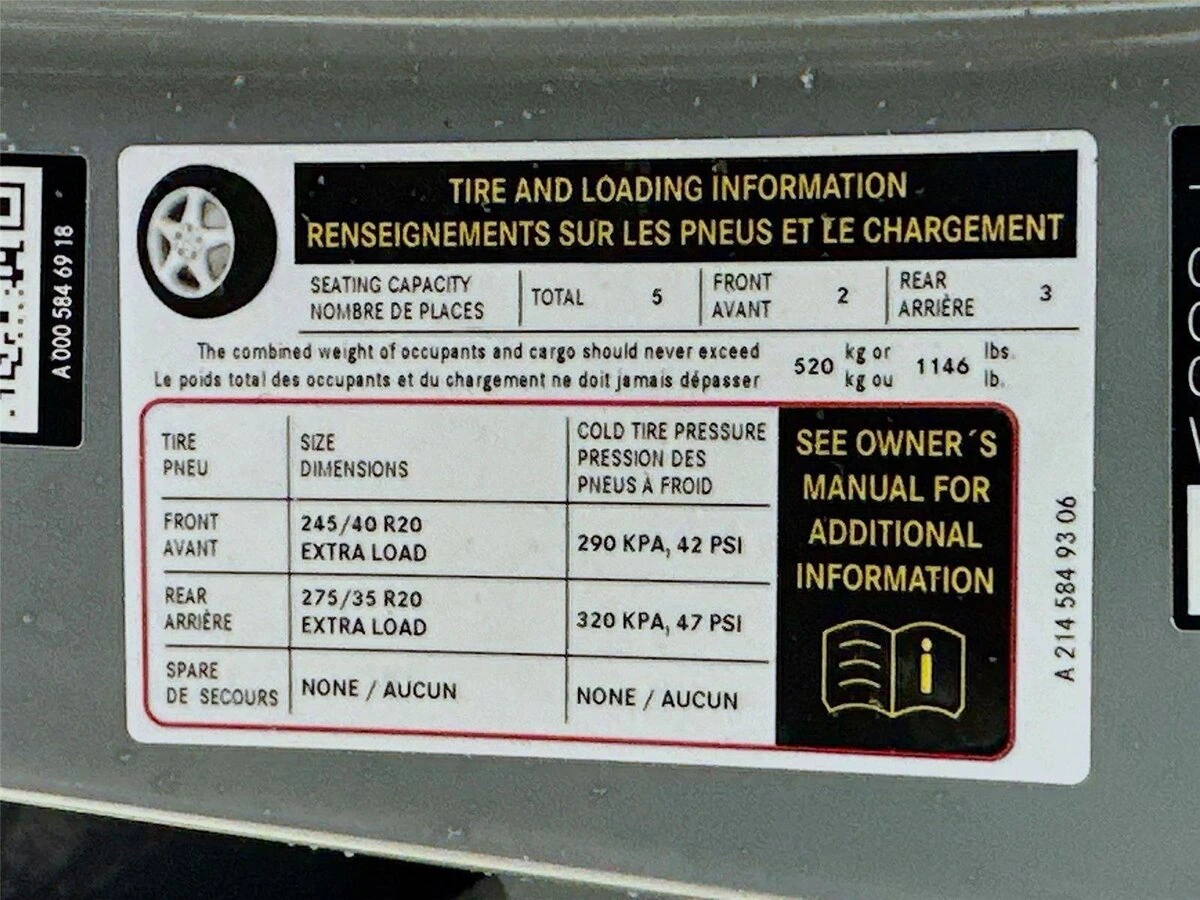 TIRE AND LOADING INFORMATION
RENSEIGNEMENTS SUR LES PNEUS ET LE CHARGEMENT
SEATING CAPACITY
NOMBRE DE PLACES
TOTAL 5
FRONT
AVANT 2
REAR
ARRIÈRE 3
The combined weight of occupants and cargo should never exceed
Le poids total des occupants et du chargement ne doit jamais dépasser
520 kg or 1146 lbs.
kg ou lb.
TIRE
PNEU
SIZE
DIMENSIONS
COLD TIRE PRESSURE
PRESSION DES
PNEUS À FROID
FRONT
AVANT
245/40 R20
EXTRA LOAD
290 KPA, 42 PSI
REAR
ARRIÈRE
275/35 R20
EXTRA LOAD
320 KPA, 47 PSI
SPARE
DE SECOURS
NONE / AUCUN
NONE / AUCUN
SEE OWNER´S
MANUAL FOR
ADDITIONAL
INFORMATION
i
A 214 584 93 06
A 000 584 69 18